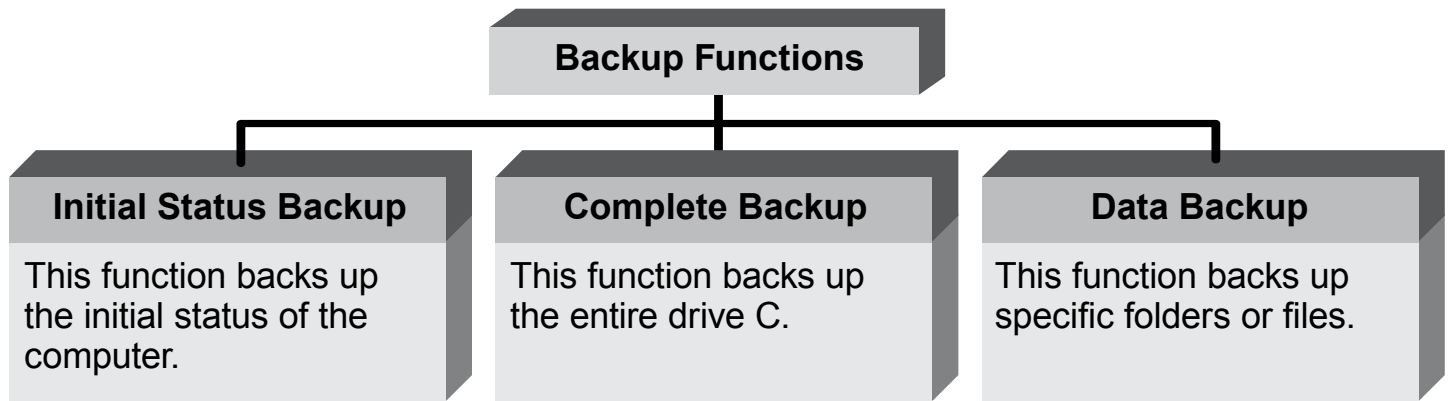 Backup Functions
Initial Status Backup
This function backs up
the initial status of the
computer.
Complete Backup
This function backs up
the entire drive C.
Data Backup
This function backs up
specific folders or files.